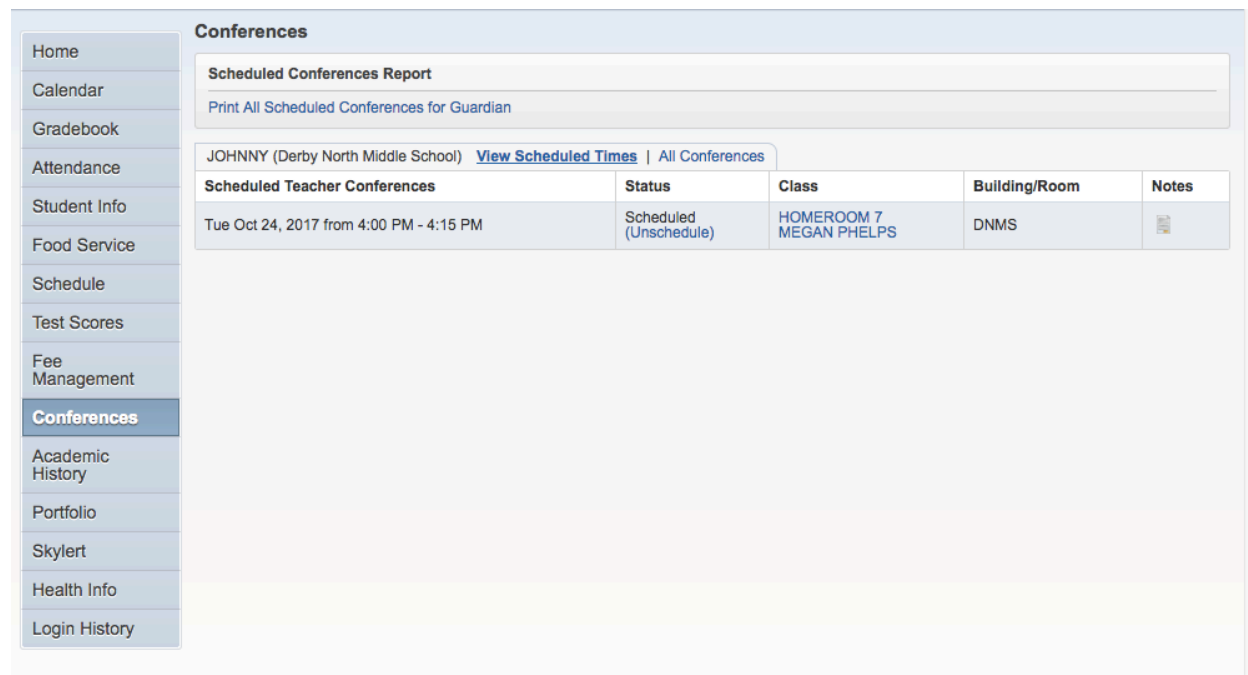 Conferences
Home
Calendar
Gradebook
Attendance
Student Info
Food Service
Schedule
Test Scores
Fee
Management
Conferences
Academic
History
Portfolio
Skylert
Health Info
Login History
Scheduled Conferences Report
Print All Scheduled Conferences for Guardian
JOHNNY (Derby North Middle School) View Scheduled Times | All Conferences
Scheduled Teacher Conferences Status Class Building/Room Notes
Tue Oct 24, 2017 from 4:00 PM - 4:15 PM
Scheduled
(Unschedule)
HOMEROOM 7
MEGAN PHELPS
DNMS